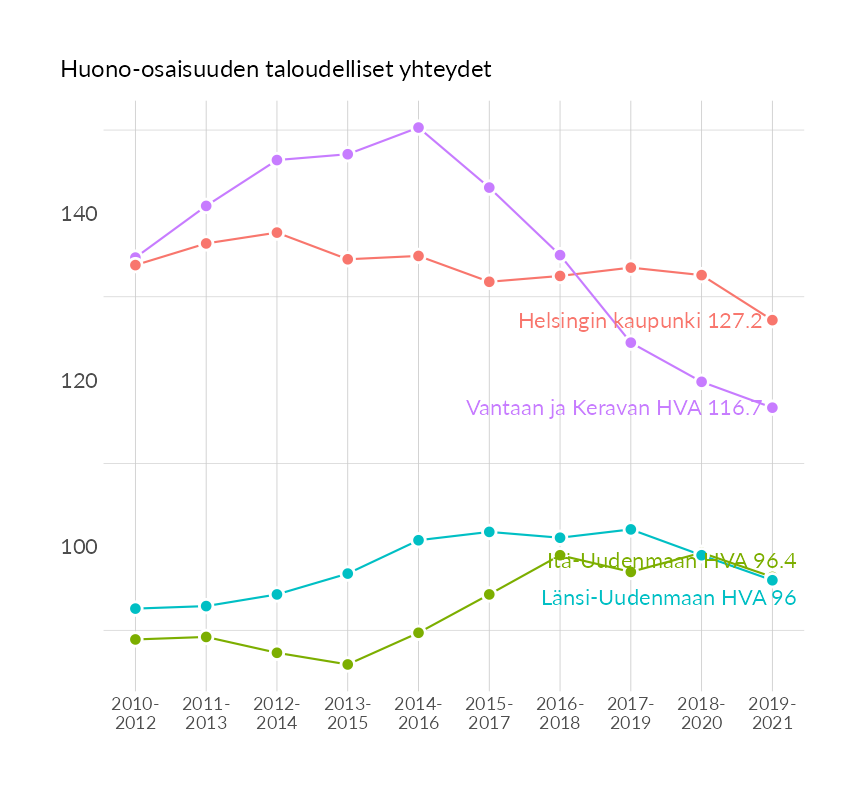 Huono-osaisuuden taloudelliset yhteydet
140
Helsingin kaupunki 127.2
120
Vantaan ja Keravan HVA 116.7
100
Itä-Uudenmaan HVA 96.4
Länsi-Uudenmaan HVA 96
2010- 2011- 2012- 2013- 2014- 2015- 2016- 2017- 2018- 2019-
2012 2013 2014 2015 2016 2017 2018 2019 2020 2021